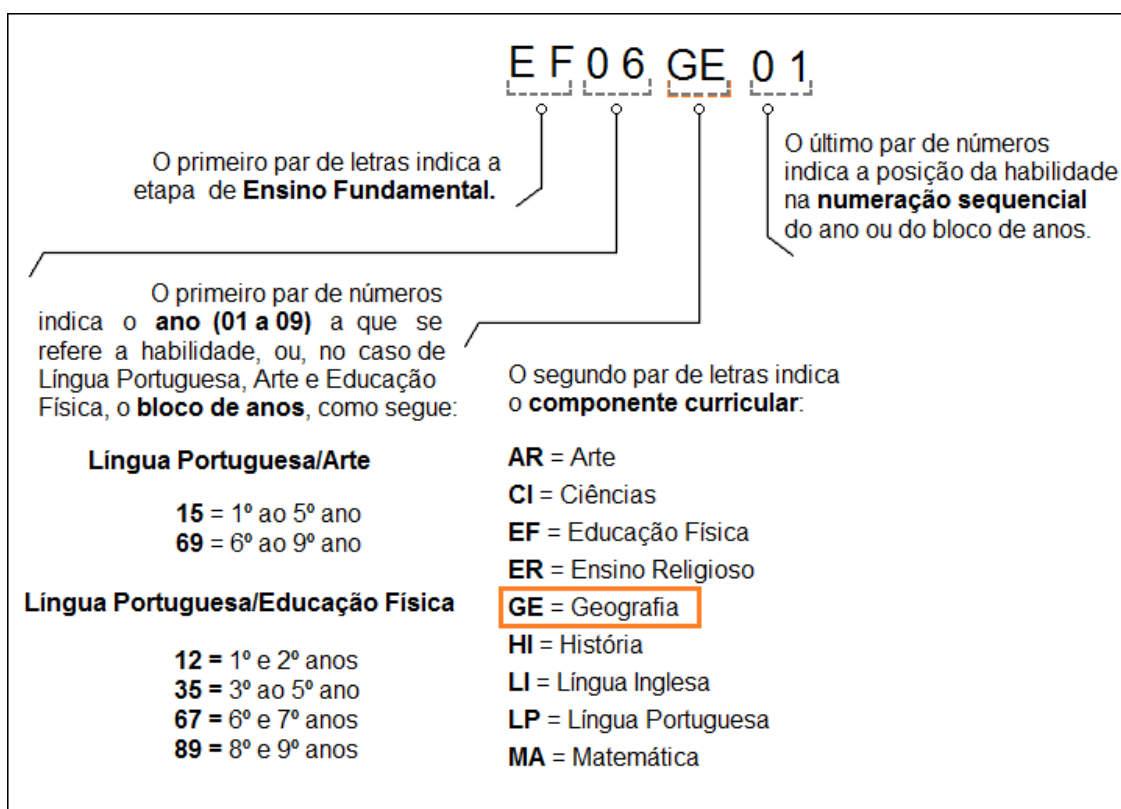 EF06GE01
O primeiro par de letras indica a
etapa de Ensino Fundamental.
O último par de números
indica a posição da habilidade
na numeração sequencial
do ano ou do bloco de anos.
O primeiro par de números
indica o ano (01 a 09) a que se
refere a habilidade, ou, no caso de
Língua Portuguesa, Arte e Educação
Física, o bloco de anos, como segue:
Língua Portuguesa/Arte
15 = 1º ao 5º ano
69 = 6º ao 9º ano
Língua Portuguesa/Educação Física
12 = 1º e 2º anos
35 = 3º ao 5º ano
67 = 6º e 7º anos
89 = 8º e 9º anos
O segundo par de letras indica
o componente curricular:
AR = Arte
CI = Ciências
EF = Educação Física
ER = Ensino Religioso
GE = Geografia
HI = História
LI = Língua Inglesa
LP = Língua Portuguesa
MA = Matemática